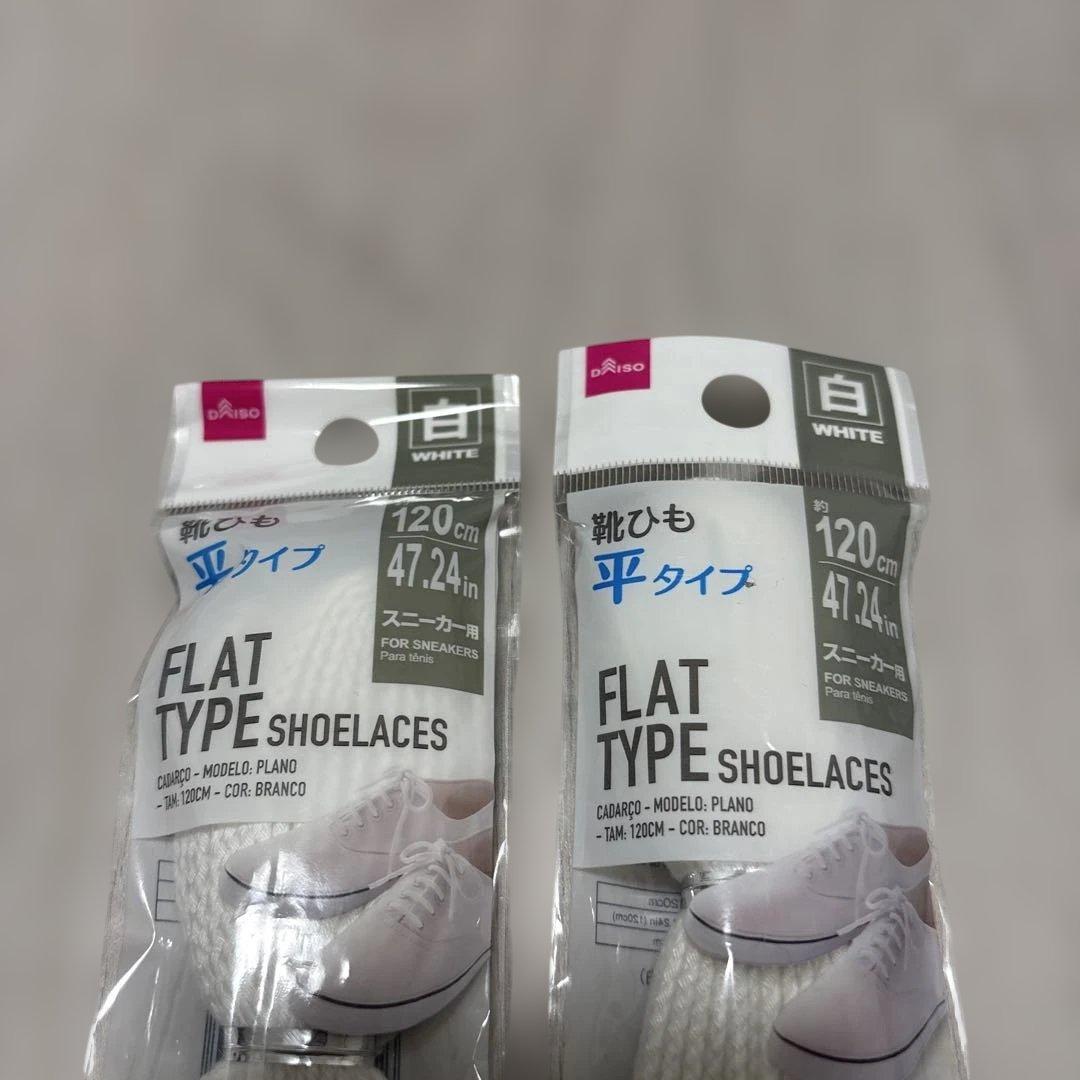 DAISO
白
WHITE
靴ひも
平タイプ
120cm
47.24in
スニーカー用
FOR SNEAKERS
Para tênis
FLAT
TYPE SHOELACES
CADARÇO - MODELO: PLANO
- TAM: 120CM - COR: BRANCO
DAISO
白
WHITE
靴ひも
平タイプ
約
120cm
47.24in
スニーカー用
FOR SNEAKERS
Para tênis
FLAT
TYPE SHOELACES
CADARÇO - MODELO: PLANO
- TAM: 120CM - COR: BRANCO